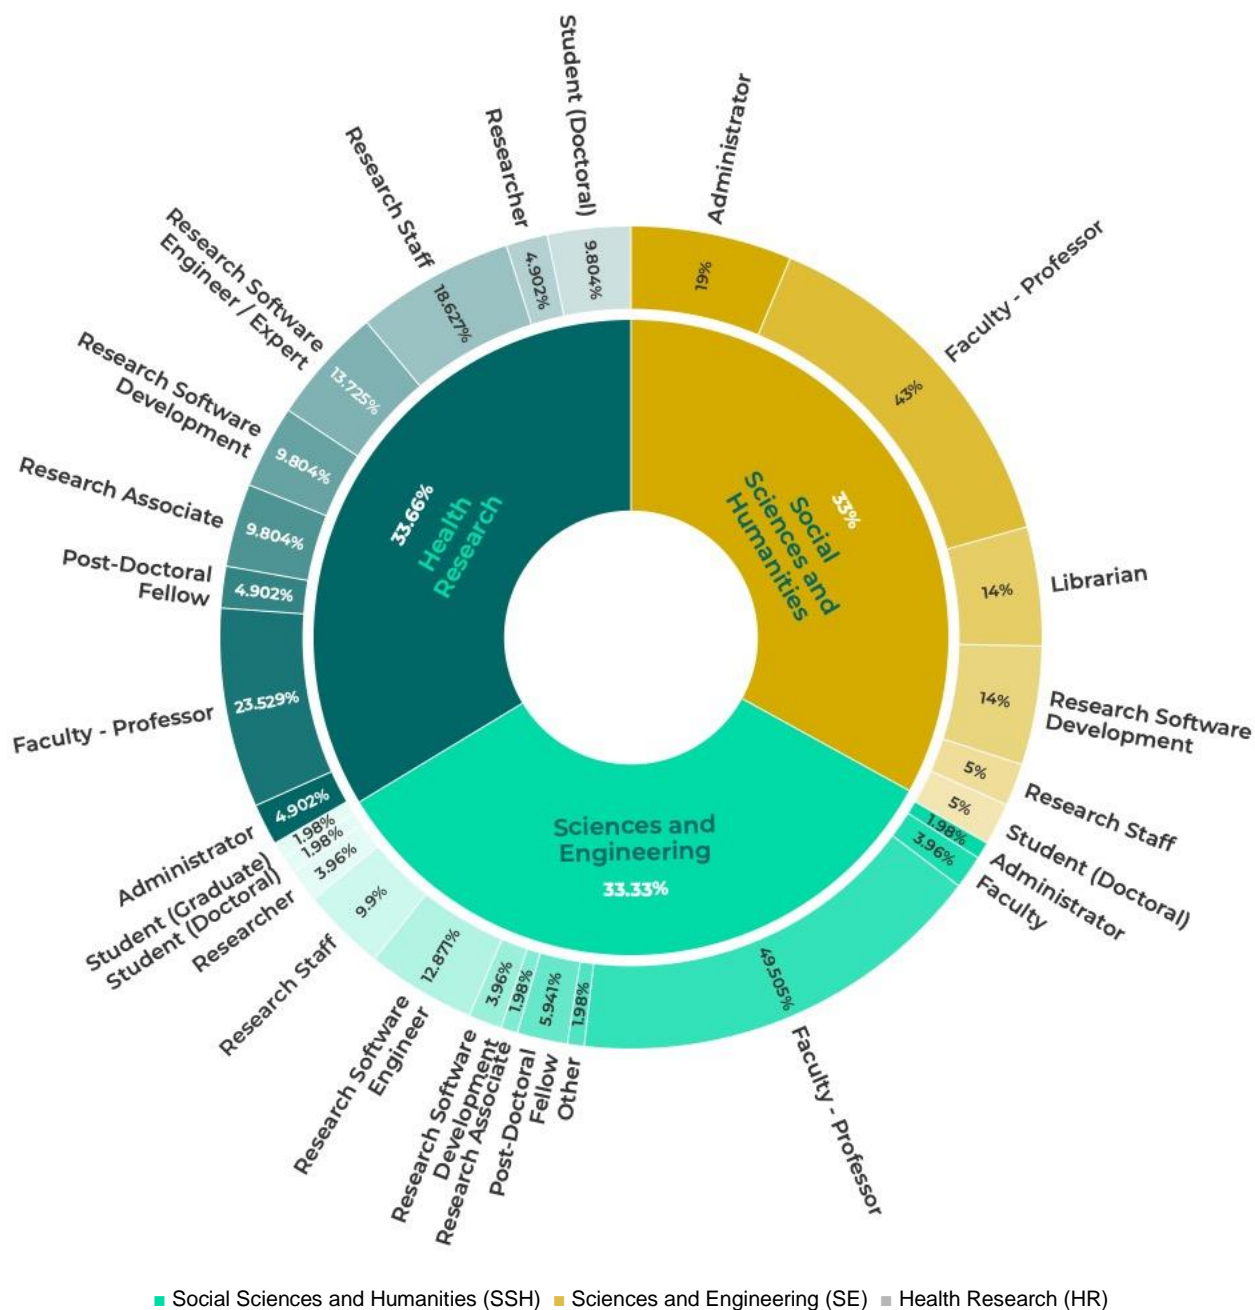 Student (Doctoral)
Administrator
Researcher
Research Staff
Faculty - Professor
Research Software
Engineer / Expert
Research Software
Development
Research Associate
Post-Doctoral
Fellow
Faculty - Professor
Administrator
9.804%
4.902%
18.627%
13.725%
9.804%
9.804%
4.902%
23.529%
4.902%
33.66%
Health
Research
19%
43%
14%
14%
5%
5%
33%
Social
Sciences and
Humanities
Librarian
Research Software
Development
Research Staff
Student (Doctoral)
Administrator
Faculty
1.98%
3.96%
49.505%
1.98%
5.941%
1.98%
3.96%
12.871%
9.9%
3.96%
1.98%
1.98%
Sciences and
Engineering
33.33%
Student (Graduate)
Student (Doctoral)
Researcher
Research Staff
Research Software
Engineer
Research Software
Development
Research Associate
Post-Doctoral
Fellow
Other
Faculty - Professor
Social Sciences and Humanities (SSH) Sciences and Engineering (SE) Health Research (HR)